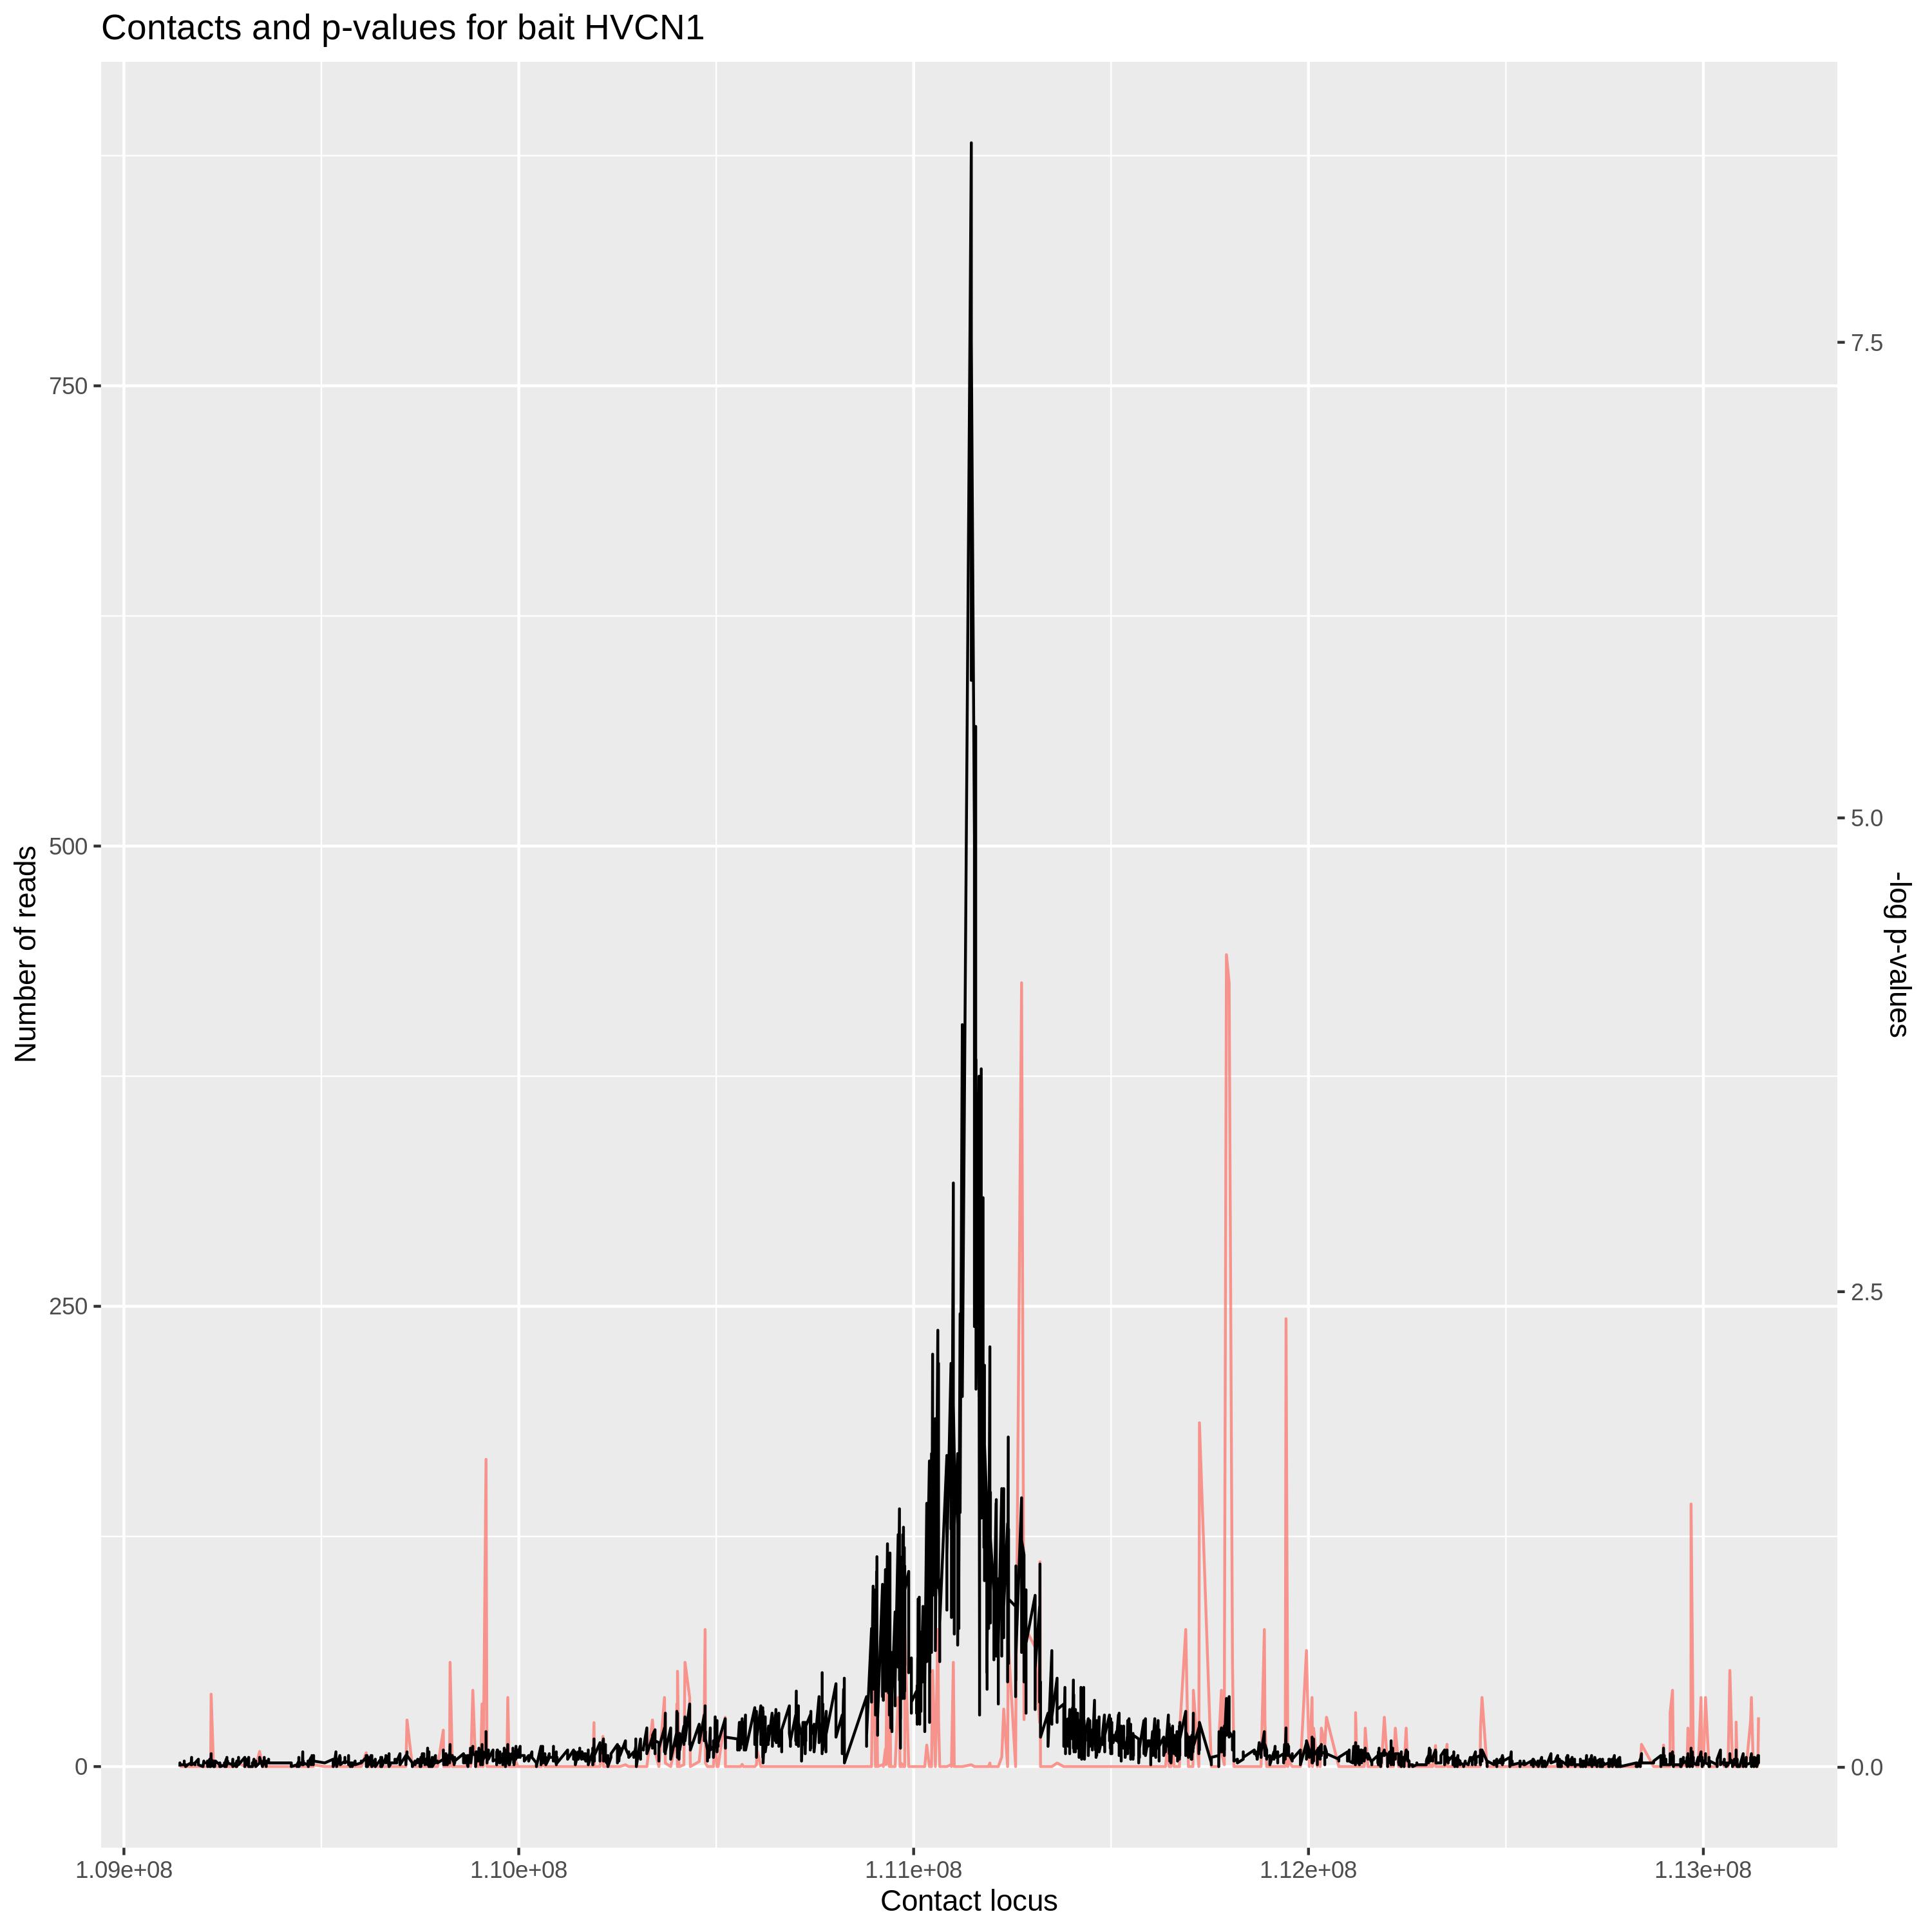 Contacts and p-values for bait HVCN1
Number of reads
750
500
250
0
7.5
5.0
2.5
0.0
-log p-values
1.09e+08
1.10e+08
1.11e+08
1.12e+08
1.13e+08
Contact locus